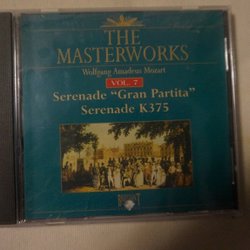 THE
MASTERWORKS
Wolfgang Amadeus Mozart
VOL. 7
Serenade “Gran Partita”
Serenade K375